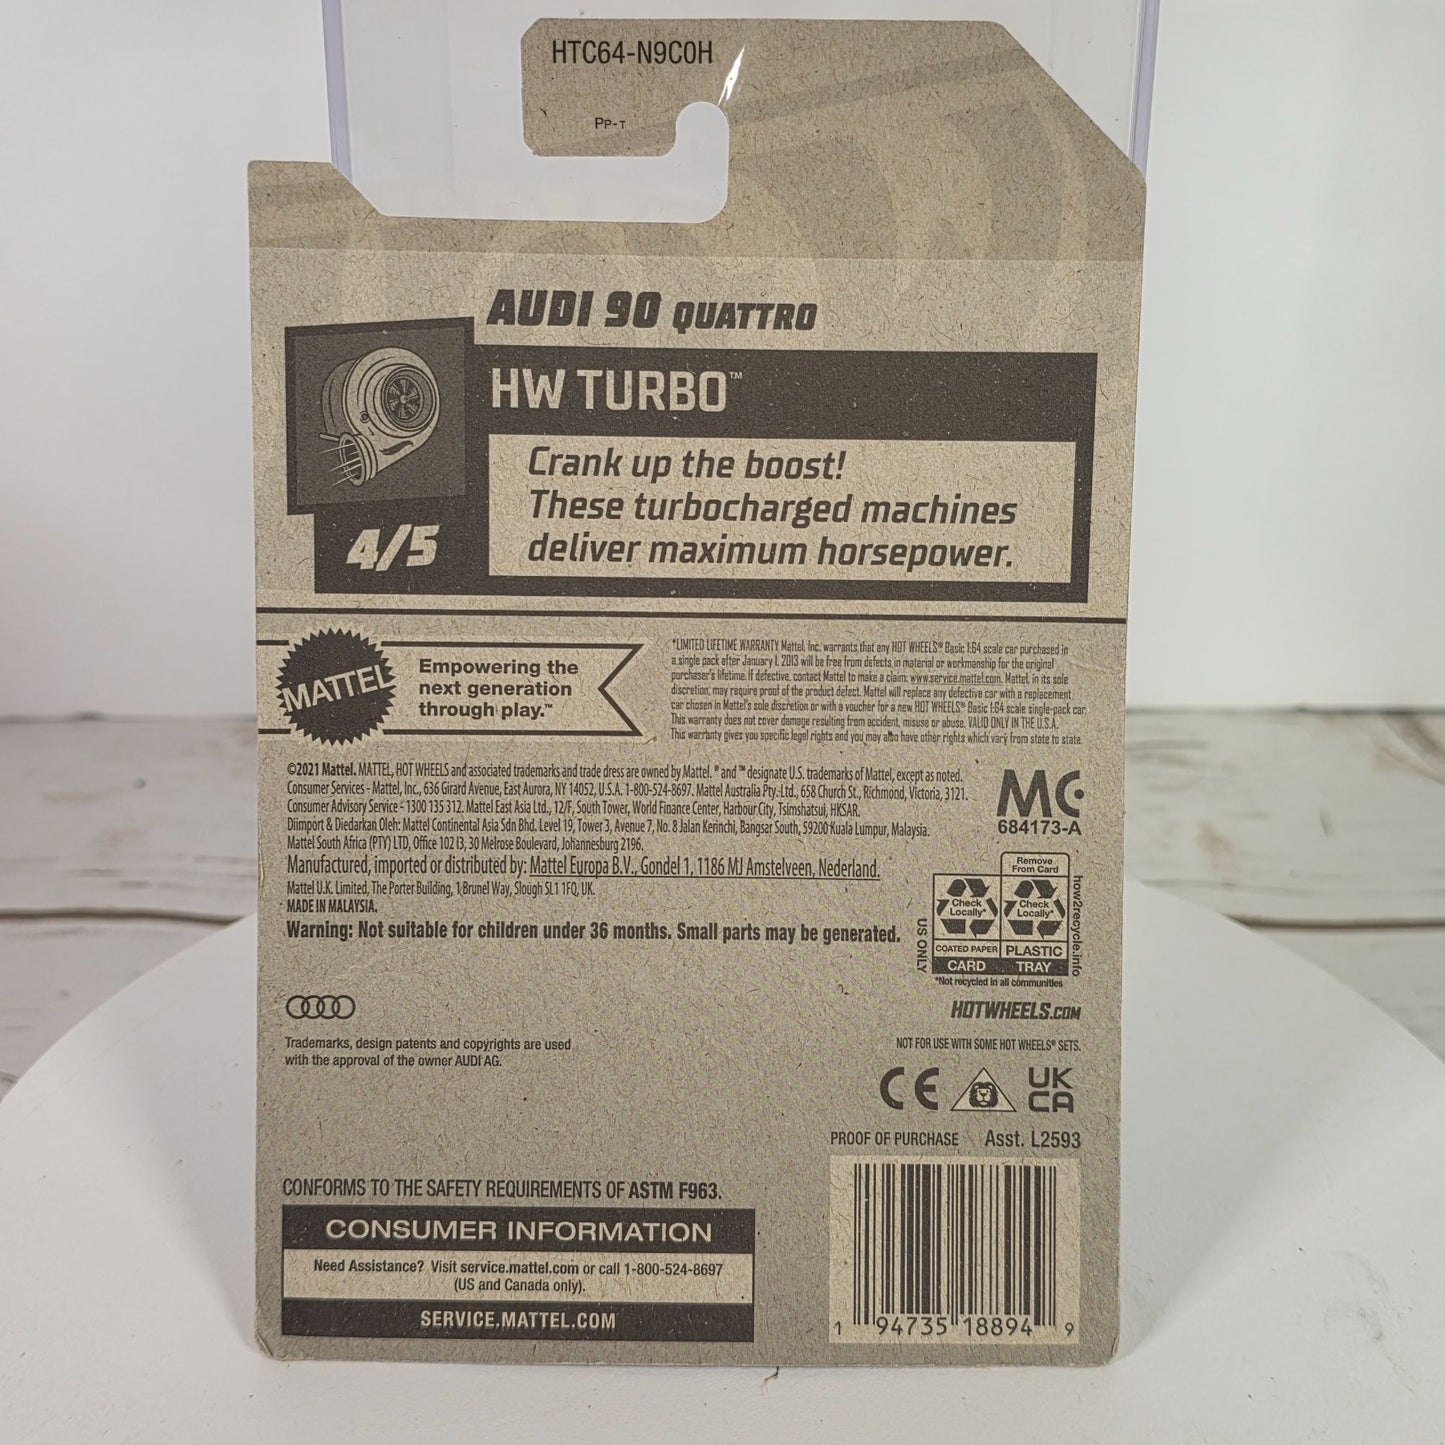 HTC64-N9C0H
PP-T
AUDI 90 QUATTRO
HW TURBO™
Crank up the boost!
These turbocharged machines
deliver maximum horsepower.
4/5
MATTEL
Empowering the
next generation
through play.™
*LIMITED LIFETIME WARRANTY Mattel, Inc. warrants that any HOT WHEELS® Basic 1:64 scale car purchased in
a single pack after January 1, 2013 will be free from defects in material or workmanship for the original
purchaser's lifetime. If defective, contact Mattel to make a claim: www.service.mattel.com. Mattel, in its sole
discretion, may require proof of the product defect. Mattel will replace any defective car with a replacement
car chosen in Mattel's sole discretion or with a voucher for a new HOT WHEELS® Basic 1:64 scale single-pack car.
This warranty does not cover damage resulting from accident, misuse or abuse. VALID ONLY IN THE U.S.A.
This warranty gives you specific legal rights and you may also have other rights which vary from state to state.
©2021 Mattel. MATTEL, HOT WHEELS and associated trademarks and trade dress are owned by Mattel. ® and ™ designate U.S. trademarks of Mattel, except as noted.
Consumer Services - Mattel, Inc., 636 Girard Avenue, East Aurora, NY 14052, U.S.A. 1-800-524-8697. Mattel Australia Pty. Ltd., 658 Church St., Richmond, Victoria, 3121.
Consumer Advisory Service - 1300 135 312. Mattel East Asia Ltd., 12/F, South Tower, World Finance Center, Harbour City, Tsimshatsui, HKSAR.
Diimport & Diedarkan Oleh: Mattel Continental Asia Sdn Bhd. Level 19, Tower 3, Avenue 7, No. 8 Jalan Kerinchi, Bangsar South, 59200 Kuala Lumpur, Malaysia.
Mattel South Africa (PTY) LTD, Office 102 I3, 30 Melrose Boulevard, Johannesburg 2196.
Manufactured, imported or distributed by: Mattel Europa B.V., Gondel 1, 1186 MJ Amstelveen, Nederland.
Mattel U.K. Limited, The Porter Building, 1 Brunel Way, Slough SL1 1FQ, UK.
MADE IN MALAYSIA.
Warning: Not suitable for children under 36 months. Small parts may be generated.
MC
684173-A
Remove
From Card
Check
Locally*
Check
Locally*
COATED PAPER
PLASTIC
CARD
TRAY
US ONLY
how2recycle.info
*Not recycled in all communities
HOTWHEELS.COM
Trademarks, design patents and copyrights are used
with the approval of the owner AUDI AG.
NOT FOR USE WITH SOME HOT WHEELS® SETS.
CE
UK
CA
PROOF OF PURCHASE Asst. L2593
CONFORMS TO THE SAFETY REQUIREMENTS OF ASTM F963.
CONSUMER INFORMATION
Need Assistance? Visit service.mattel.com or call 1-800-524-8697
(US and Canada only).
SERVICE.MATTEL.COM
1 94735 18894 9